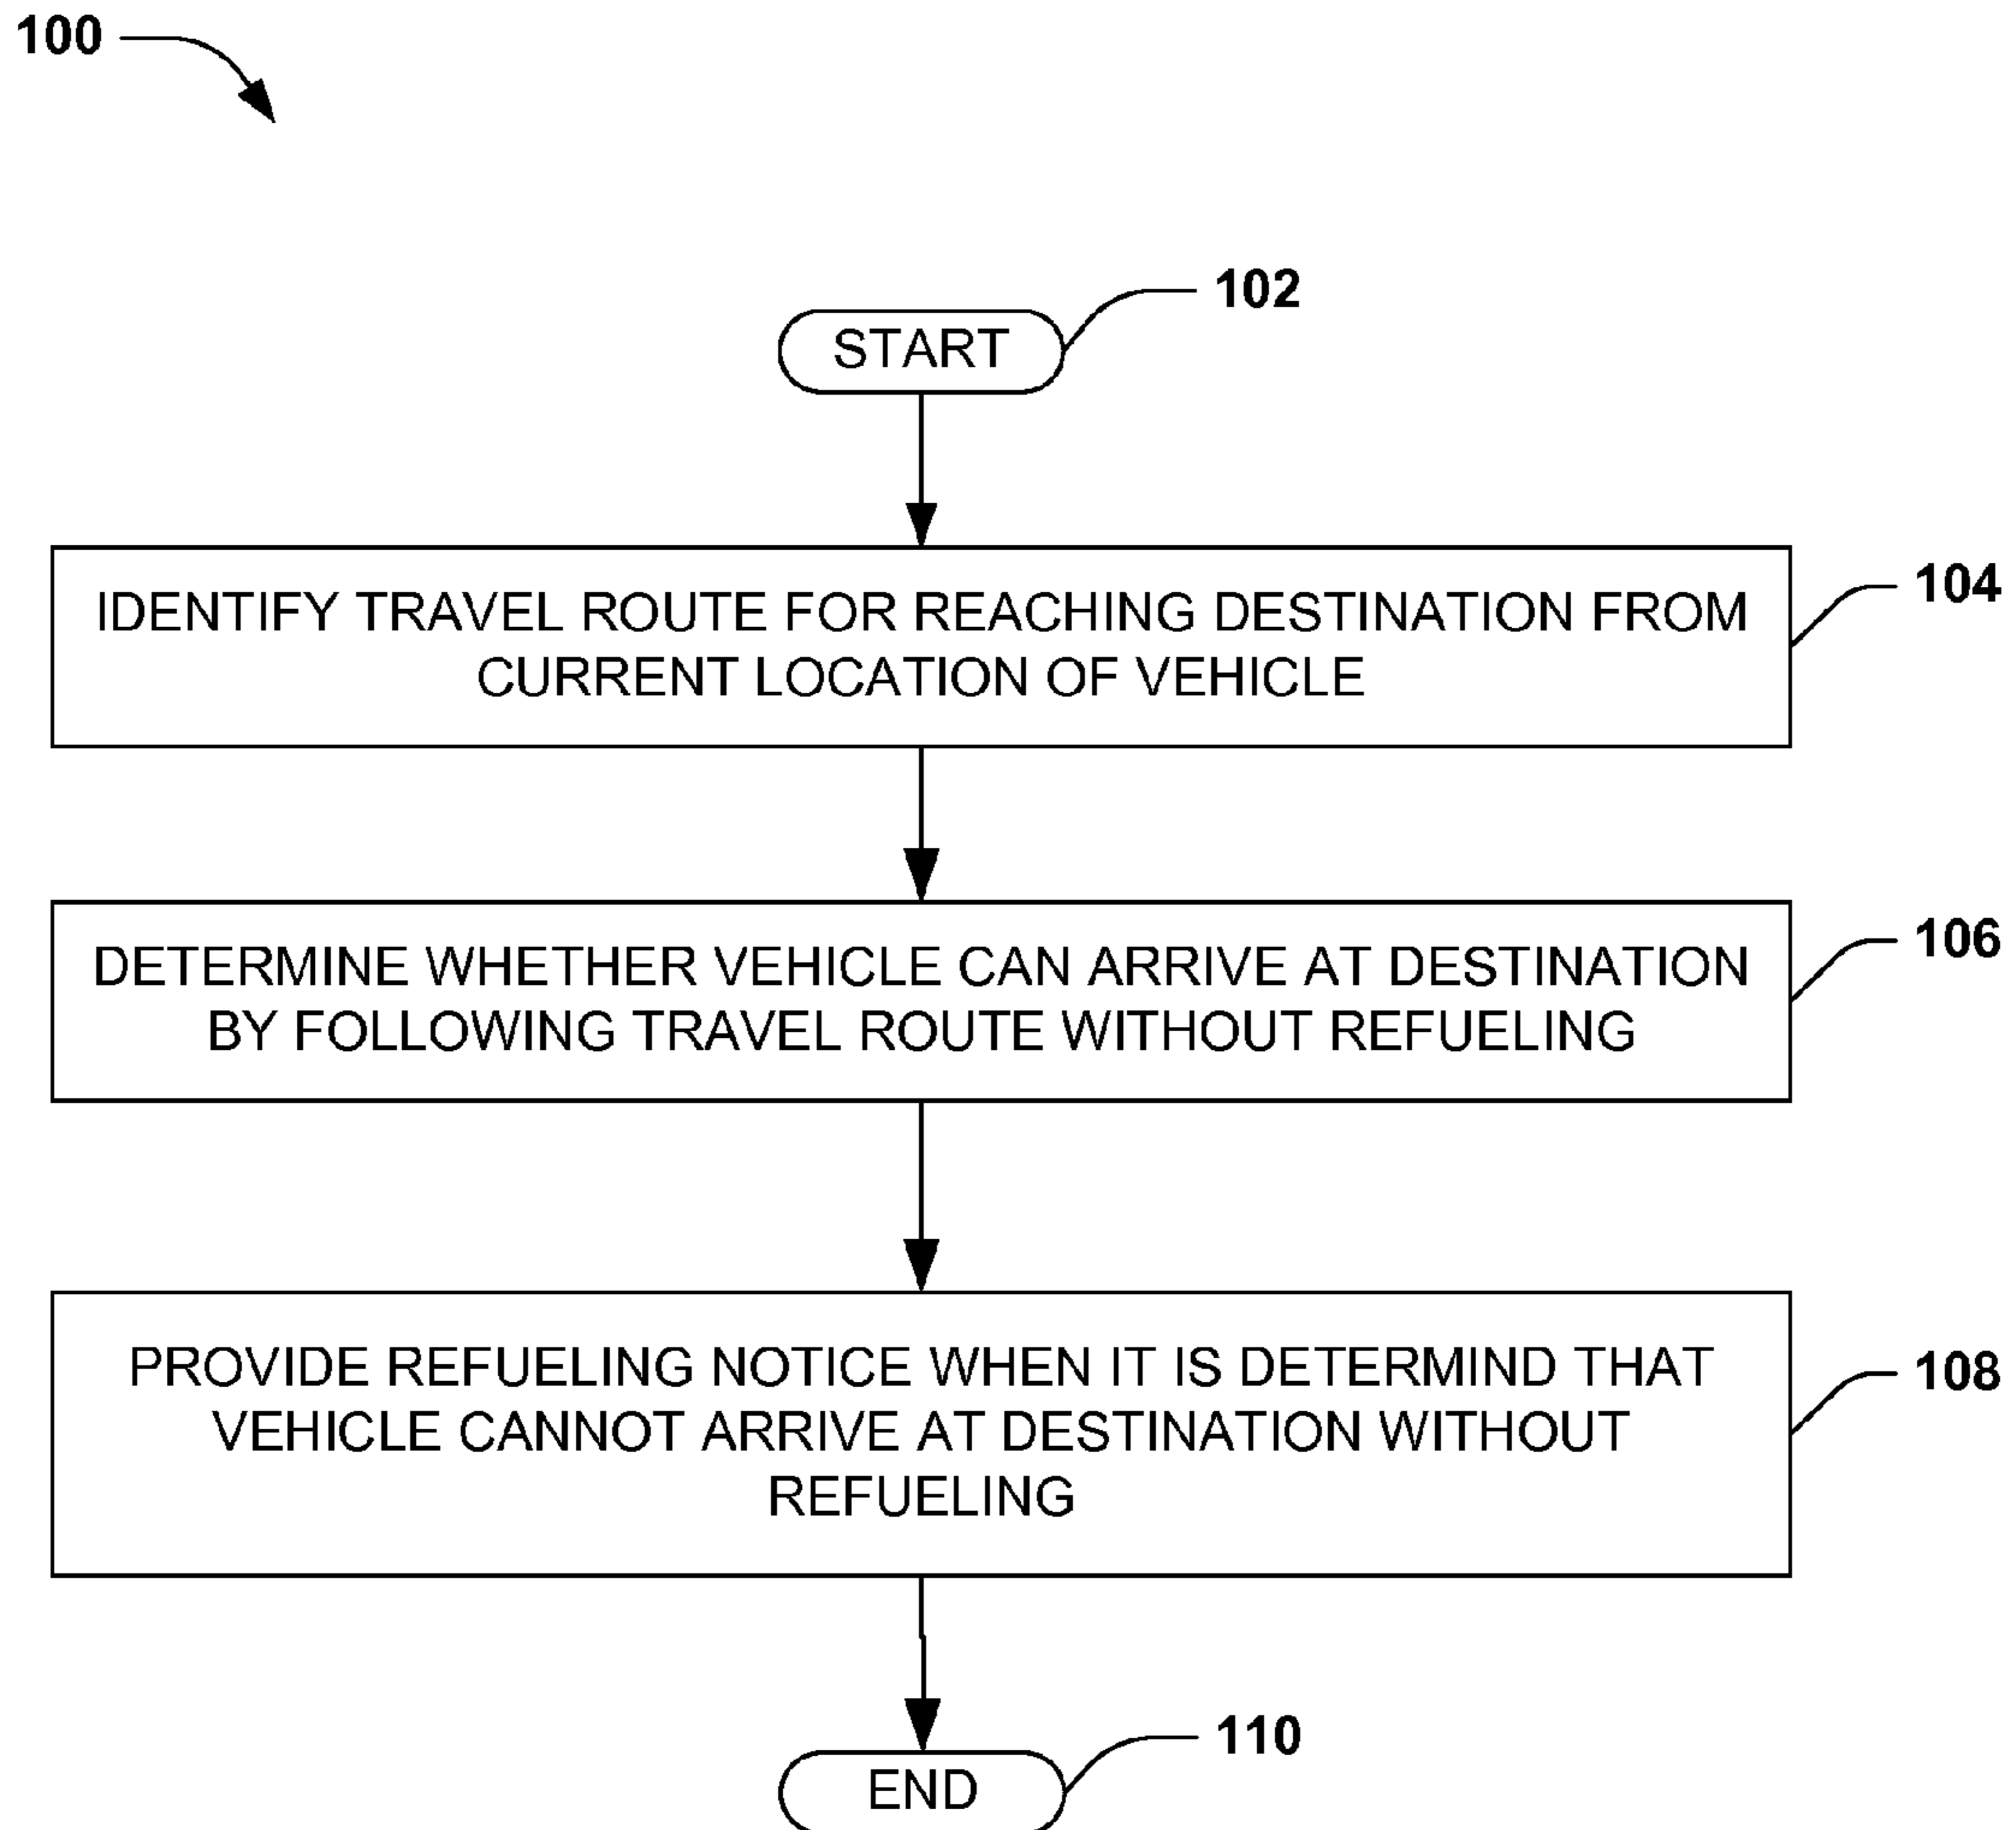 100
102
START
104
IDENTIFY TRAVEL ROUTE FOR REACHING DESTINATION FROM
CURRENT LOCATION OF VEHICLE
106
DETERMINE WHETHER VEHICLE CAN ARRIVE AT DESTINATION
BY FOLLOWING TRAVEL ROUTE WITHOUT REFUELING
108
PROVIDE REFUELING NOTICE WHEN IT IS DETERMIND THAT
VEHICLE CANNOT ARRIVE AT DESTINATION WITHOUT
REFUELING
110
END